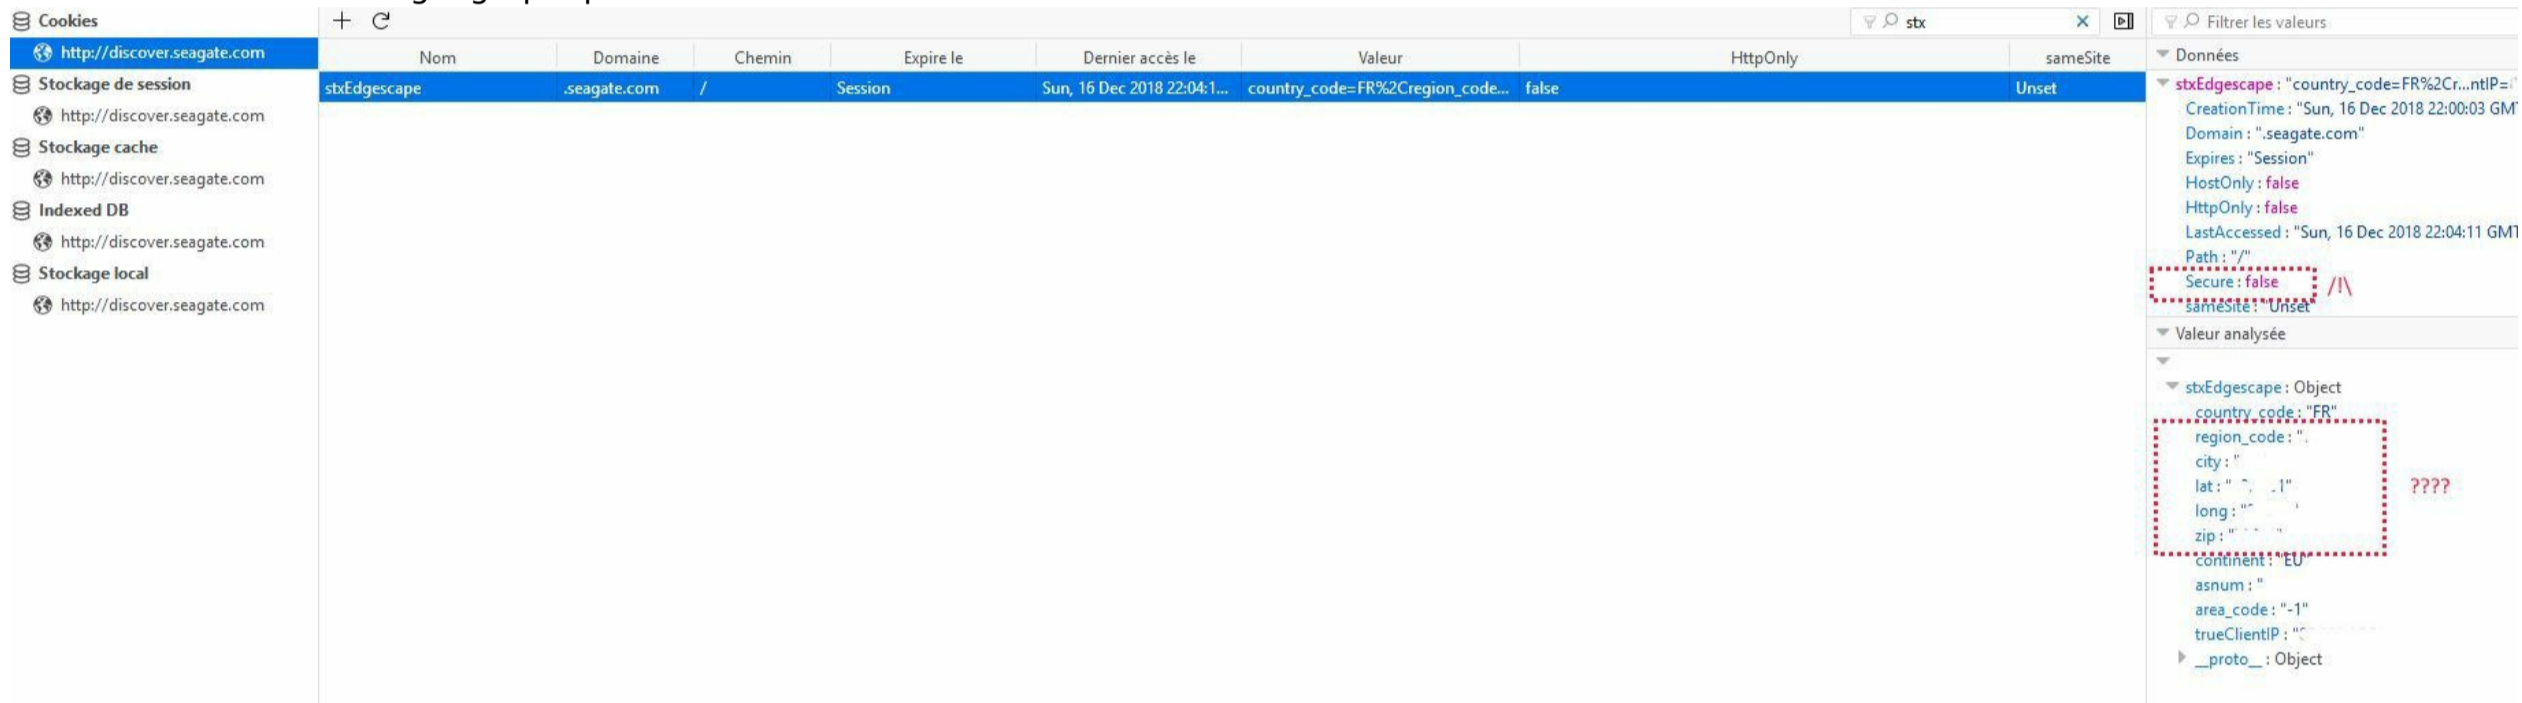 Cookies
http://discover.seagate.com
Stockage de session
http://discover.seagate.com
Stockage cache
http://discover.seagate.com
Indexed DB
http://discover.seagate.com
Stockage local
http://discover.seagate.com
stx
Nom Domaine Chemin Expire le Dernier accès le Valeur HttpOnly sameSite
stxEdgescape .seagate.com / Session Sun, 16 Dec 2018 22:04:1... country_code=FR%2Cregion_code... false Unset
Filtrer les valeurs
Données
stxEdgescape : "country_code=FR%2Cr...ntIP=
CreationTime : "Sun, 16 Dec 2018 22:00:03 GMT
Domain : ".seagate.com"
Expires : "Session"
HostOnly : false
HttpOnly : false
LastAccessed : "Sun, 16 Dec 2018 22:04:11 GMT
Path : "/"
Secure : false /!\
sameSite : "Unset"
Valeur analysée
stxEdgescape : Object
country_code : "FR"
region_code : "
city : "
lat : " 1"
long : "
zip : "
????
continent : "EU"
asnum : "
area_code : "-1"
trueClientIP : "
__proto__ : Object